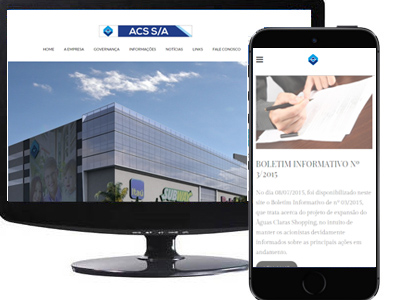 ACS S/A
HOME A EMPRESA GOVERNANÇA INFORMAÇÕES NOTÍCIAS LINKS FALE CONOSCO
SUBWAY
BOLETIM INFORMATIVO Nº
3/2015
No dia 08/07/2015, foi disponibilizado neste
site o Boletim Informativo de nº 03/2015,
que trata acerca do projeto de expansão do
Águas Claras Shopping, no intuito de
manter os acionistas devidamente
informados sobre as principais ações em
andamento.